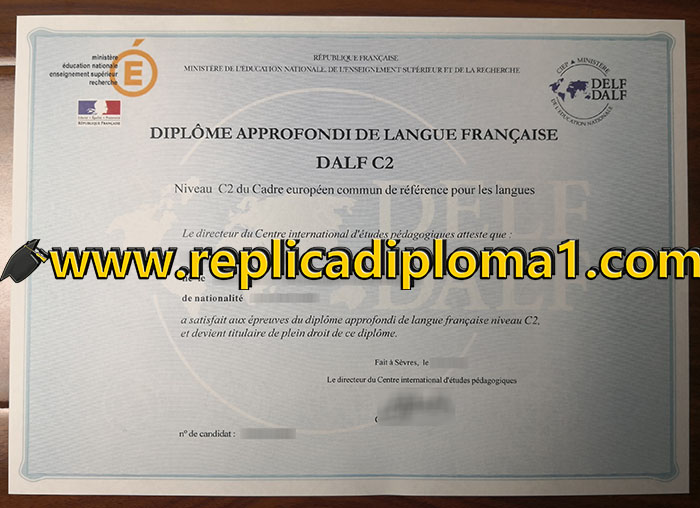 ministère
éducation nationale
enseignement supérieur
recherche
RÉPUBLIQUE FRANÇAISE
RÉPUBLIQUE FRANÇAISE
MINISTÈRE DE L'ÉDUCATION NATIONALE, DE L'ENSEIGNEMENT SUPÉRIEUR ET DE LA RECHERCHE
CIEP ▲ MINISTÈRE
DELF
DALF
DE L'ÉDUCATION NATIONALE
DIPLÔME APPROFONDI DE LANGUE FRANÇAISE
DALF C2
Niveau C2 du Cadre européen commun de référence pour les langues
DELF
DALF
Le directeur du Centre international d'études pédagogiques atteste que :
www.replicadiploma1.com
de nationalité
a satisfait aux épreuves du diplôme approfondi de langue française niveau C2,
et devient titulaire de plein droit de ce diplôme.
Fait à Sèvres, le
Le directeur du Centre international d'études pédagogiques
n° de candidat :